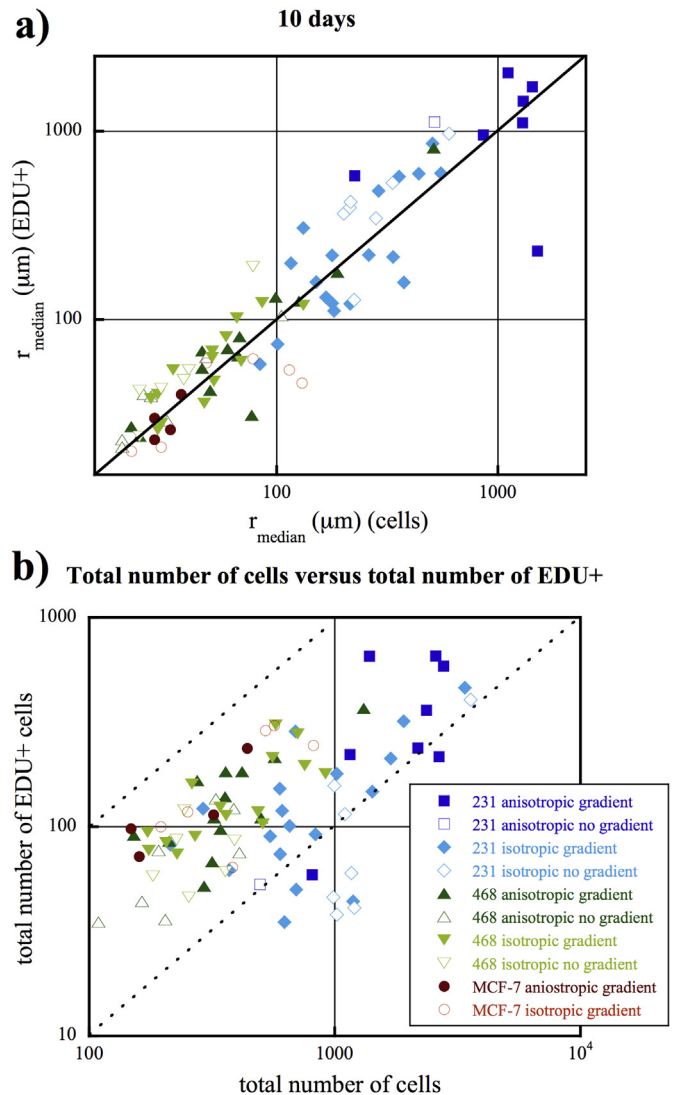 a)
10 days
1000
100
r median (µm) (EDU+)
100
1000
r median (µm) (cells)
b)
Total number of cells versus total number of EDU+
1000
100
10
total number of EDU+ cells
231 anisotropic gradient
231 anisotropic no gradient
231 isotropic gradient
231 isotropic no gradient
468 anisotropic gradient
468 anisotropic no gradient
468 isotropic gradient
468 isotropic no gradient
MCF-7 aniostropic gradient
MCF-7 isotropic gradient
100
1000
10⁴
total number of cells